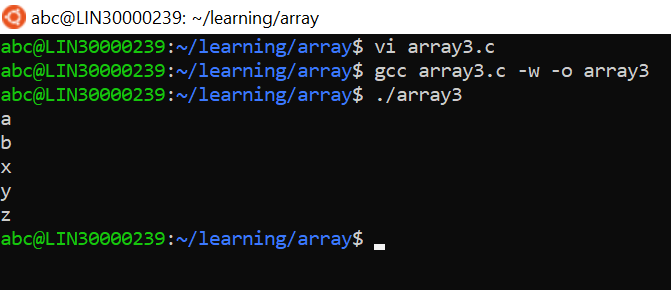 abc@LIN30000239: ~/learning/array
abc@LIN30000239:~/learning/array$ vi array3.c
abc@LIN30000239:~/learning/array$ gcc array3.c -w -o array3
abc@LIN30000239:~/learning/array$ ./array3
a
b
x
y
z
abc@LIN30000239:~/learning/array$